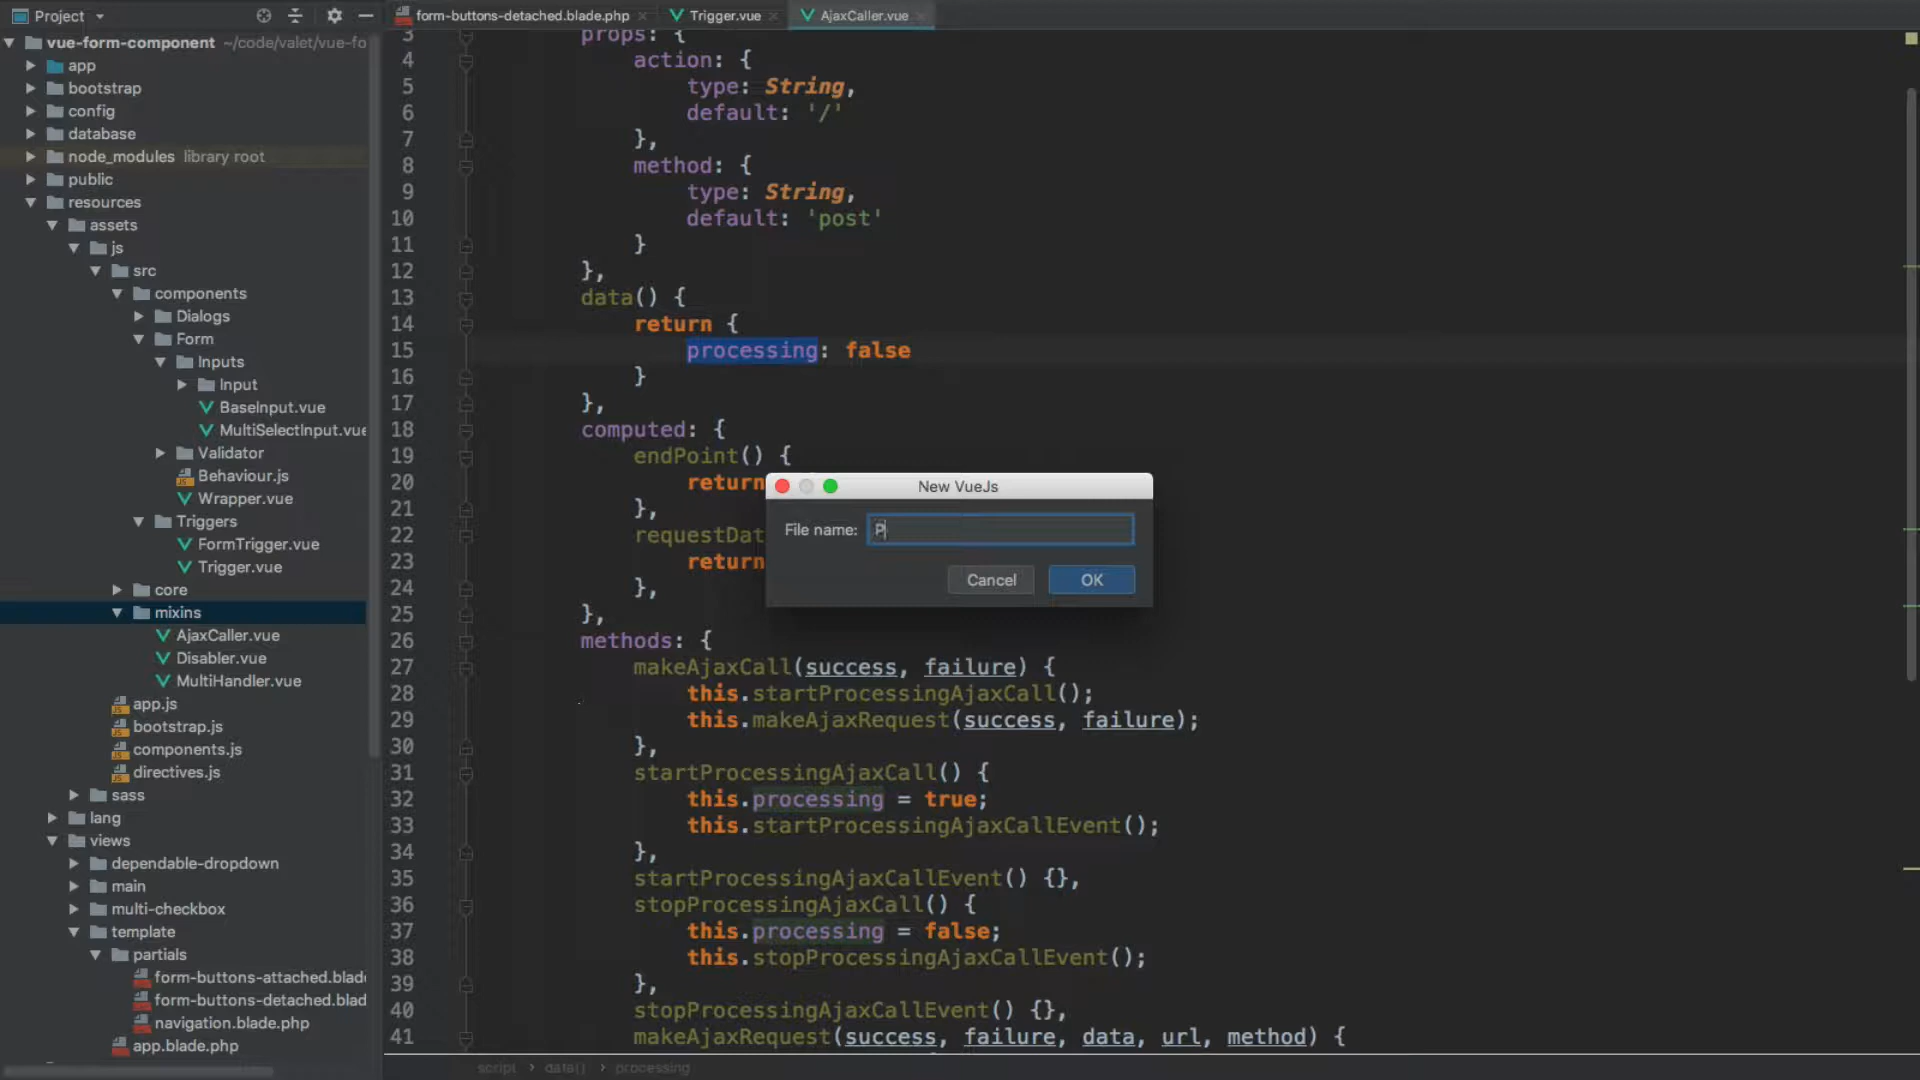 Project
form-buttons-detached.blade.php
Trigger.vue
AjaxCaller.vue
vue-form-component ~/code/valet/vue-fo
app
bootstrap
config
database
node_modules library root
public
resources
assets
js
src
components
Dialogs
Form
Inputs
Input
BaseInput.vue
MultiSelectInput.vue
Validator
Behaviour.js
Wrapper.vue
Triggers
FormTrigger.vue
Trigger.vue
core
mixins
AjaxCaller.vue
Disabler.vue
MultiHandler.vue
app.js
bootstrap.js
components.js
directives.js
sass
lang
views
dependable-dropdown
main
multi-checkbox
template
partials
form-buttons-attached.blade
form-buttons-detached.blad
navigation.blade.php
app.blade.php
3 props: {
4 action: {
5 type: String,
6 default: '/'
7 },
8 method: {
9 type: String,
10 default: 'post'
11 }
12 },
13 data() {
14 return {
15 processing: false
16 }
17 },
18 computed: {
19 endPoint() {
20 return
21 },
22 requestDat
23 return
24 },
25 },
26 methods: {
27 makeAjaxCall(success, failure) {
28 this.startProcessingAjaxCall();
29 this.makeAjaxRequest(success, failure);
30 },
31 startProcessingAjaxCall() {
32 this.processing = true;
33 this.startProcessingAjaxCallEvent();
34 },
35 startProcessingAjaxCallEvent() {},
36 stopProcessingAjaxCall() {
37 this.processing = false;
38 this.stopProcessingAjaxCallEvent();
39 },
40 stopProcessingAjaxCallEvent() {},
41 makeAjaxRequest(success, failure, data, url, method) {
New VueJs
File name: P
Cancel OK
script › data() › processing